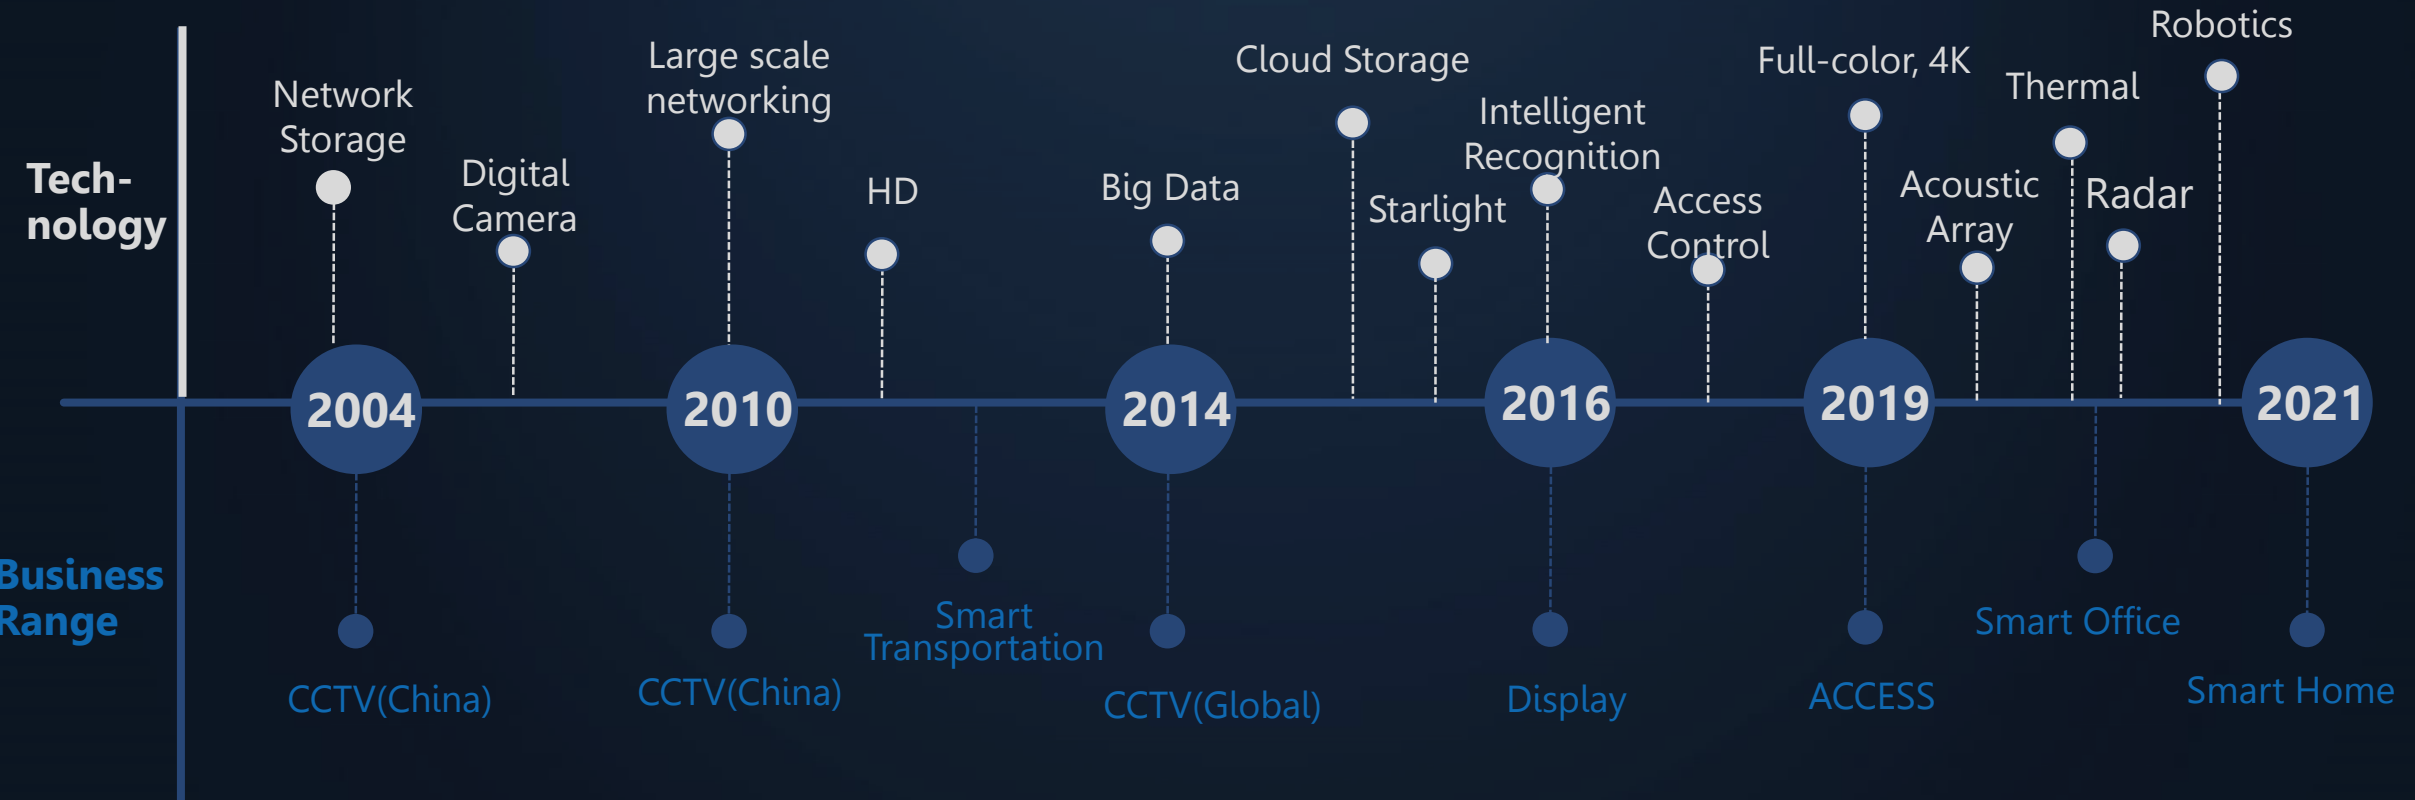 Tech-
nology
Network
Storage
Digital
Camera
Large scale
networking
HD
Big Data
Cloud Storage
Starlight
Intelligent
Recognition
Access
Control
Full-color, 4K
Acoustic
Array
Thermal
Radar
Robotics
2004
2010
2014
2016
2019
2021
Business
Range
CCTV(China)
CCTV(China)
Smart
Transportation
CCTV(Global)
Display
ACCESS
Smart Office
Smart Home